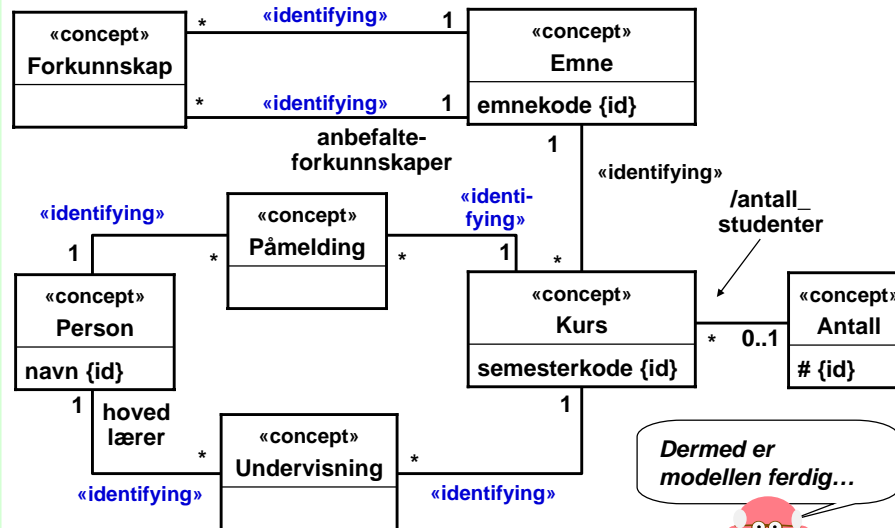 * «identifying» 1
«concept»
Forkunnskap
«concept»
Emne
emnekode {id}
* «identifying» 1
anbefalte-
forkunnskaper
1
«identifying»
*
/antall_
studenter
«identifying»
1
*
«concept»
Påmelding
«identi-
fying»
*
1
«concept»
Person
navn {id}
«concept»
Kurs
semesterkode {id}
* 0..1
«concept»
Antall
# {id}
1
hoved
lærer
*
«identifying»
«concept»
Undervisning
*
«identifying»
1
Dermed er
modellen ferdig...